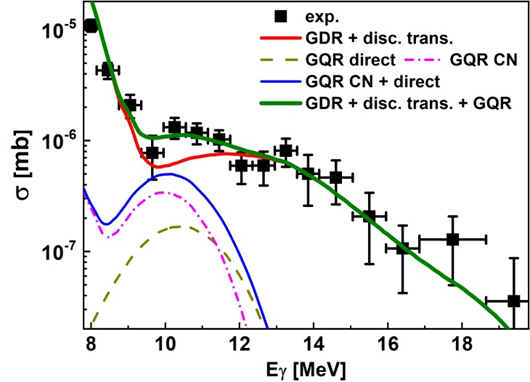 exp.
GDR + disc. trans.
GQR direct GQR CN
GQR CN + direct
GDR + disc. trans. + GQR
10⁻⁵
10⁻⁶
10⁻⁷
σ [mb]
8 10 12 14 16 18
Eγ [MeV]